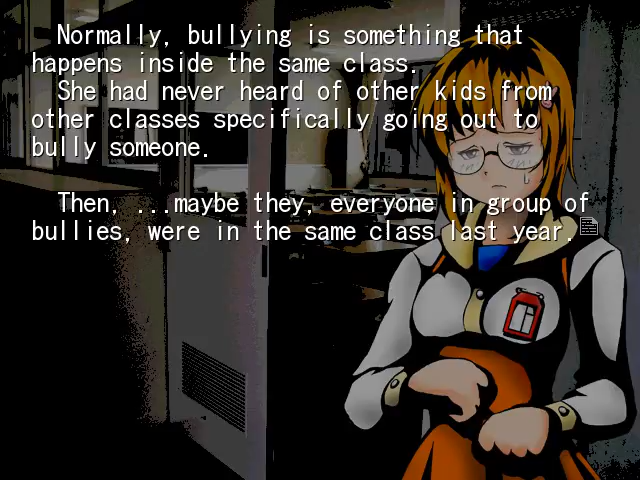 Normally, bullying is something that
happens inside the same class.
She had never heard of other kids from
other classes specifically going out to
bully someone.
Then, ...maybe they, everyone in group of
bullies, were in the same class last year.